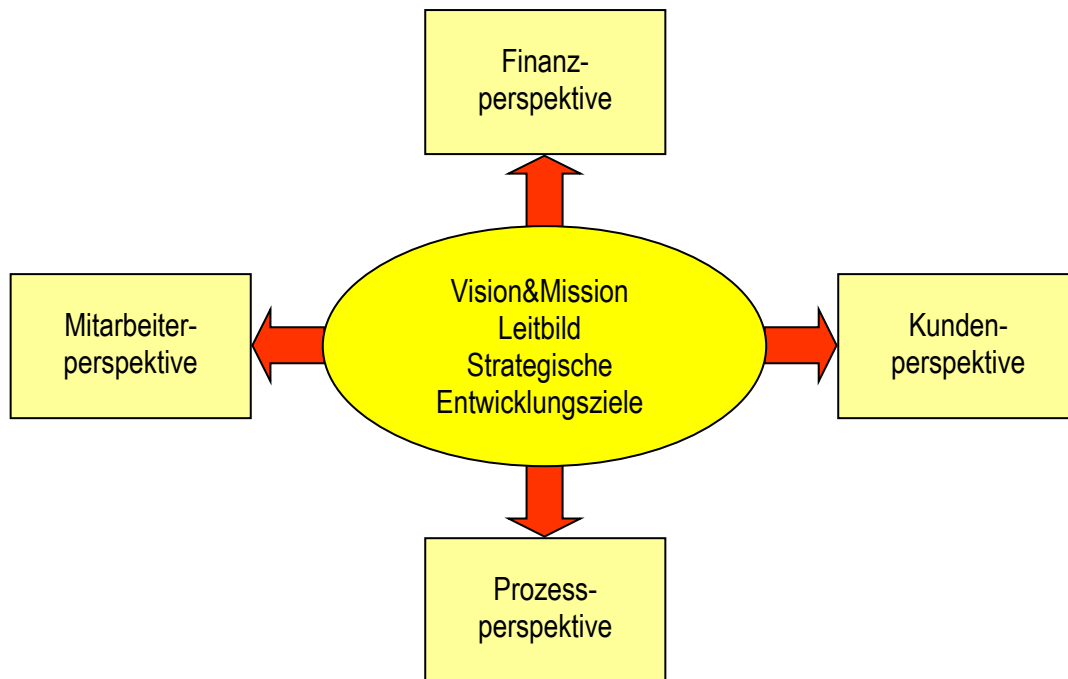 Finanz-
perspektive
Mitarbeiter-
perspektive
Vision&Mission
Leitbild
Strategische
Entwicklungsziele
Kunden-
perspektive
Prozess-
perspektive